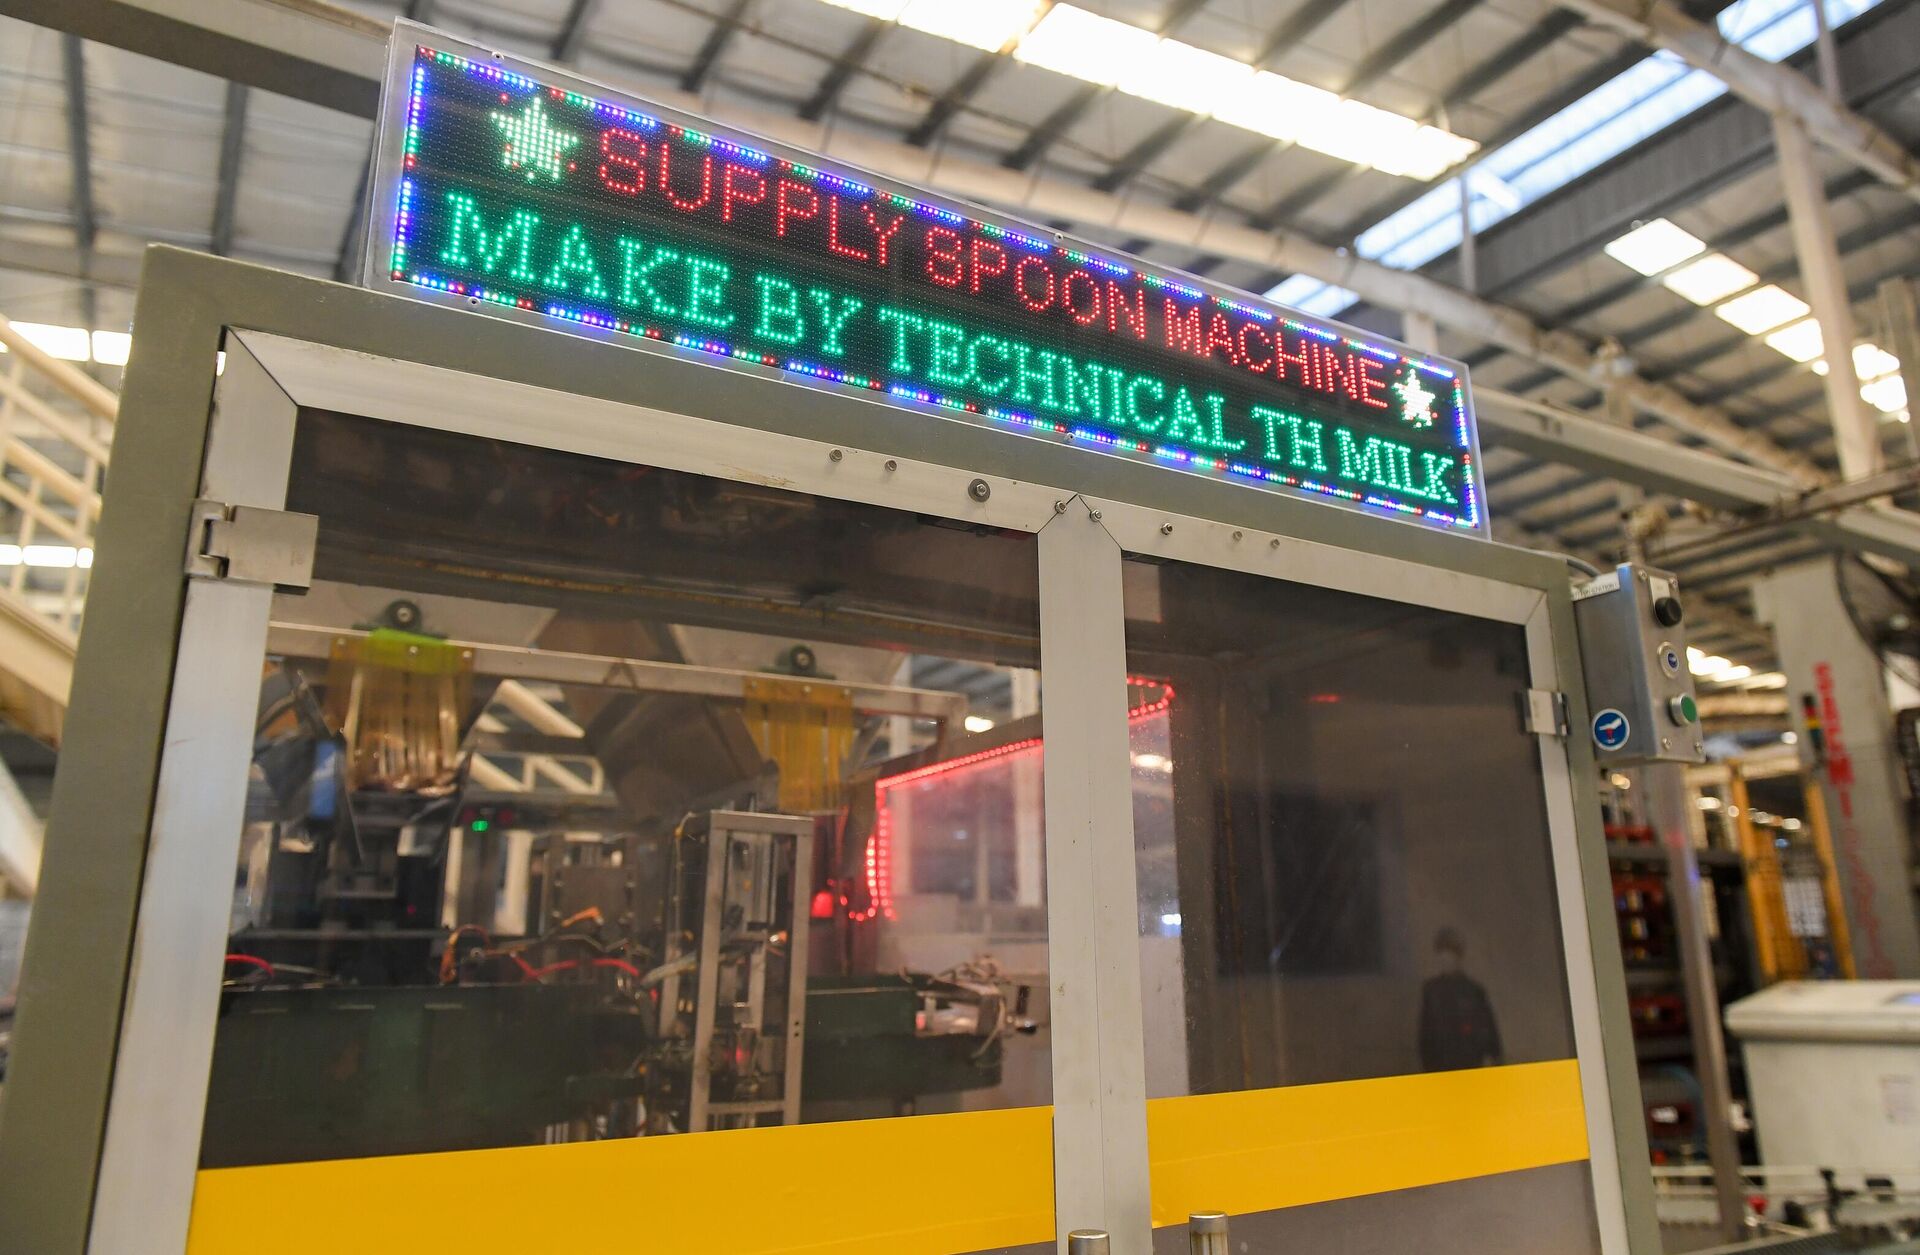 SUPPLY SPOON MACHINE
MAKE BY TECHNICAL TH MILK